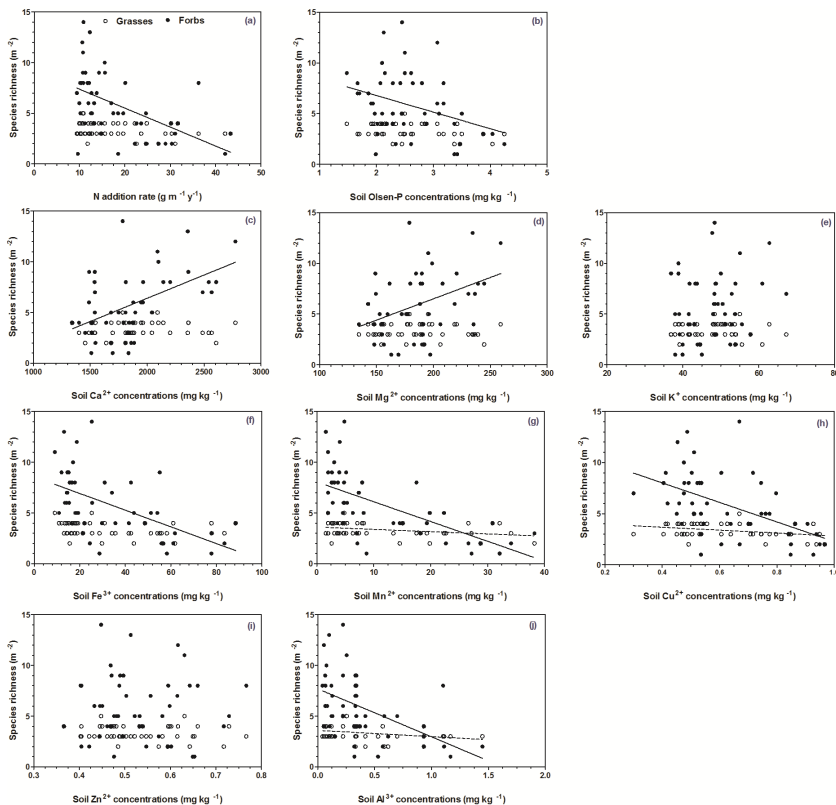 ○ Grasses ● Forbs (a)
Species richness (m⁻²)
15
10
5
0
0 10 20 30 40 50
N addition rate (g m⁻¹ y⁻¹)
(b)
Species richness (m⁻²)
15
10
5
0
0 1 2 3 4 5
Soil Olsen-P concentrations (mg kg⁻¹)
(c)
Species richness (m⁻²)
15
10
5
0
1000 1500 2000 2500 3000
Soil Ca²⁺ concentrations (mg kg⁻¹)
(d)
Species richness (m⁻²)
15
10
5
0
100 150 200 250 300
Soil Mg²⁺ concentrations (mg kg⁻¹)
(e)
Species richness (m⁻²)
15
10
5
0
20 40 60 80
Soil K⁺ concentrations (mg kg⁻¹)
(f)
Species richness (m⁻²)
15
10
5
0
0 20 40 60 80 100
Soil Fe³⁺ concentrations (mg kg⁻¹)
(g)
Species richness (m⁻²)
15
10
5
0
0 10 20 30 40
Soil Mn²⁺ concentrations (mg kg⁻¹)
(h)
Species richness (m⁻²)
15
10
5
0
0.2 0.4 0.6 0.8 1.0
Soil Cu²⁺ concentrations (mg kg⁻¹)
(i)
Species richness (m⁻²)
15
10
5
0
0.3 0.4 0.5 0.6 0.7 0.8
Soil Zn²⁺ concentrations (mg kg⁻¹)
(j)
Species richness (m⁻²)
15
10
5
0
0.0 0.5 1.0 1.5 2.0
Soil Al³⁺ concentrations (mg kg⁻¹)